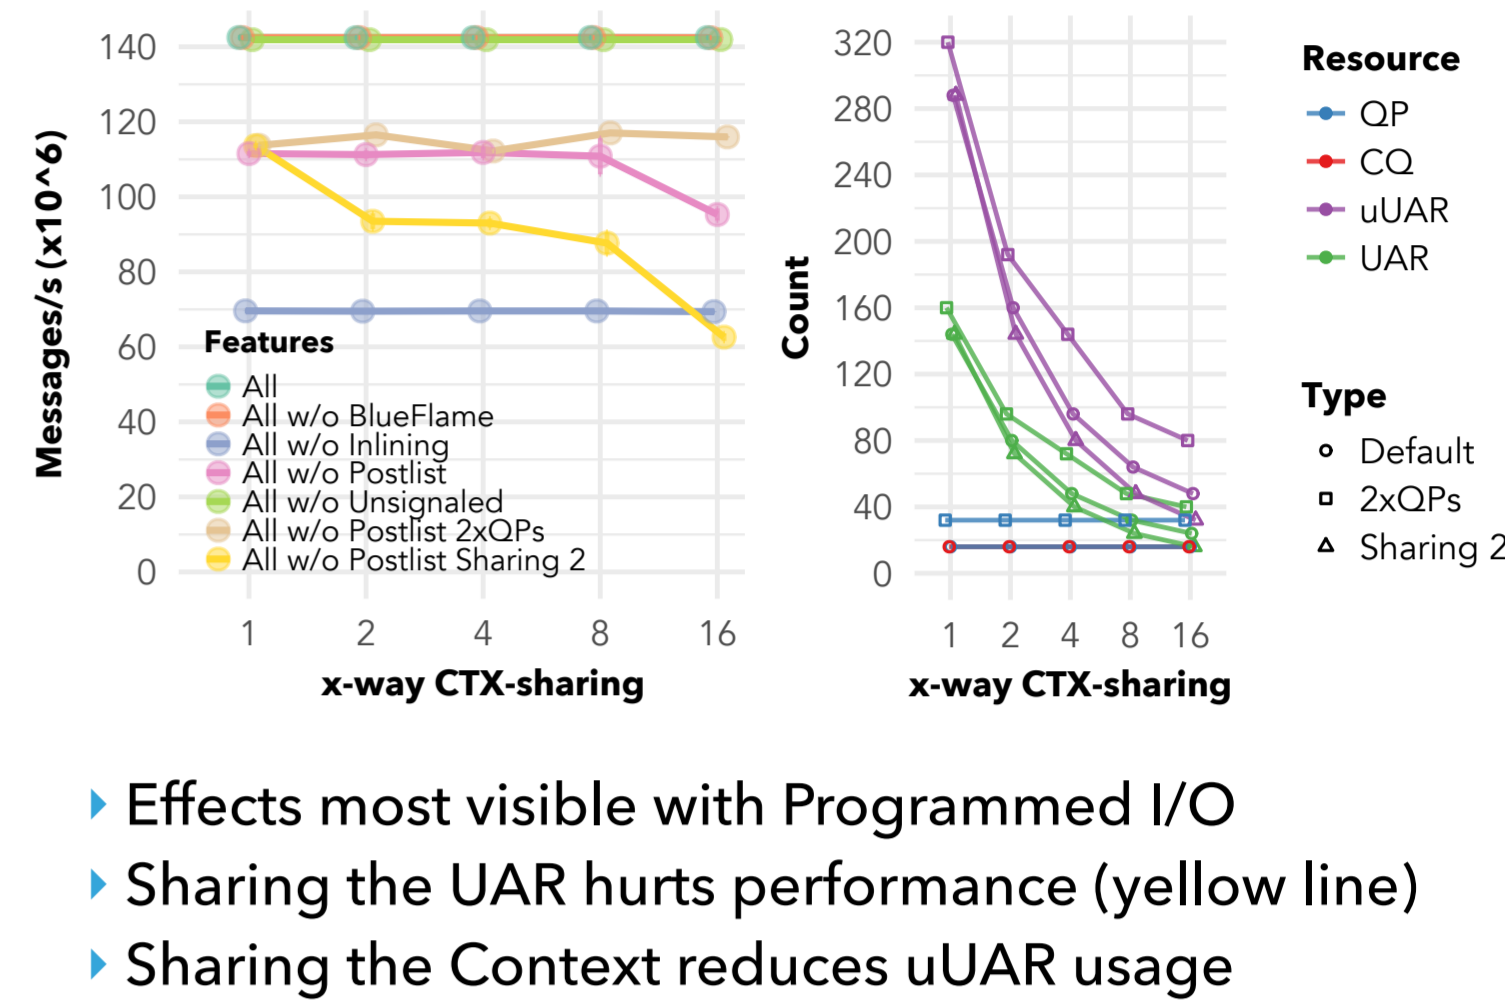 Messages/s (x10^6)
140
120
100
80
60
40
20
0
Features
All
All w/o BlueFlame
All w/o Inlining
All w/o Postlist
All w/o Unsignaled
All w/o Postlist 2xQPs
All w/o Postlist Sharing 2
1 2 4 8 16
x-way CTX-sharing
Count
320
280
240
200
160
120
80
40
0
1 2 4 8 16
x-way CTX-sharing
Resource
QP
CQ
uUAR
UAR
Type
Default
2xQPs
Sharing 2
Effects most visible with Programmed I/O
Sharing the UAR hurts performance (yellow line)
Sharing the Context reduces uUAR usage